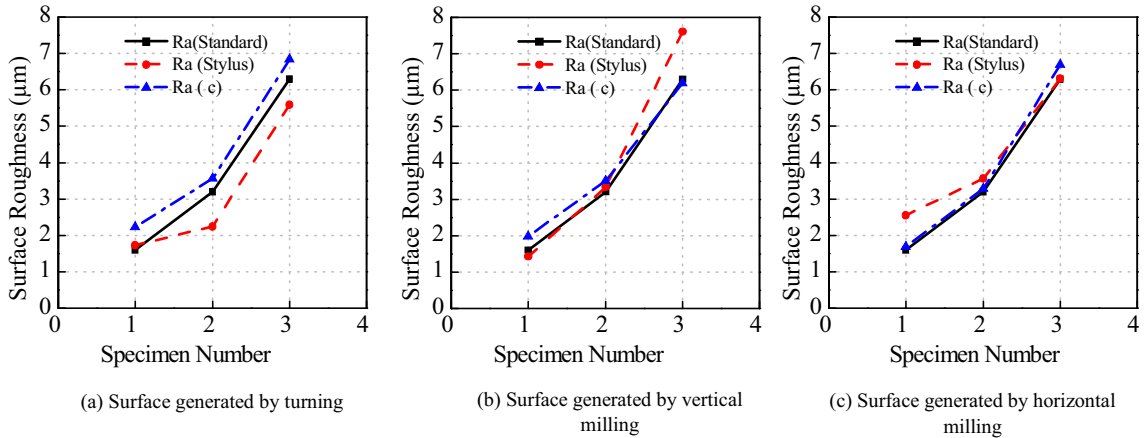 Surface Roughness (µm)
8
7
6
5
4
3
2
1
0
Ra(Standard)
Ra (Stylus)
Ra ( c)
0
1
2
3
4
Specimen Number
(a) Surface generated by turning
Surface Roughness (µm)
8
7
6
5
4
3
2
1
0
Ra(Standard)
Ra (Stylus)
Ra ( c)
0
1
2
3
4
Specimen Number
(b) Surface generated by vertical
milling
Surface Roughness (µm)
8
7
6
5
4
3
2
1
0
Ra(Standard)
Ra (Stylus)
Ra ( c)
0
1
2
3
4
Specimen Number
(c) Surface generated by horizontal
milling